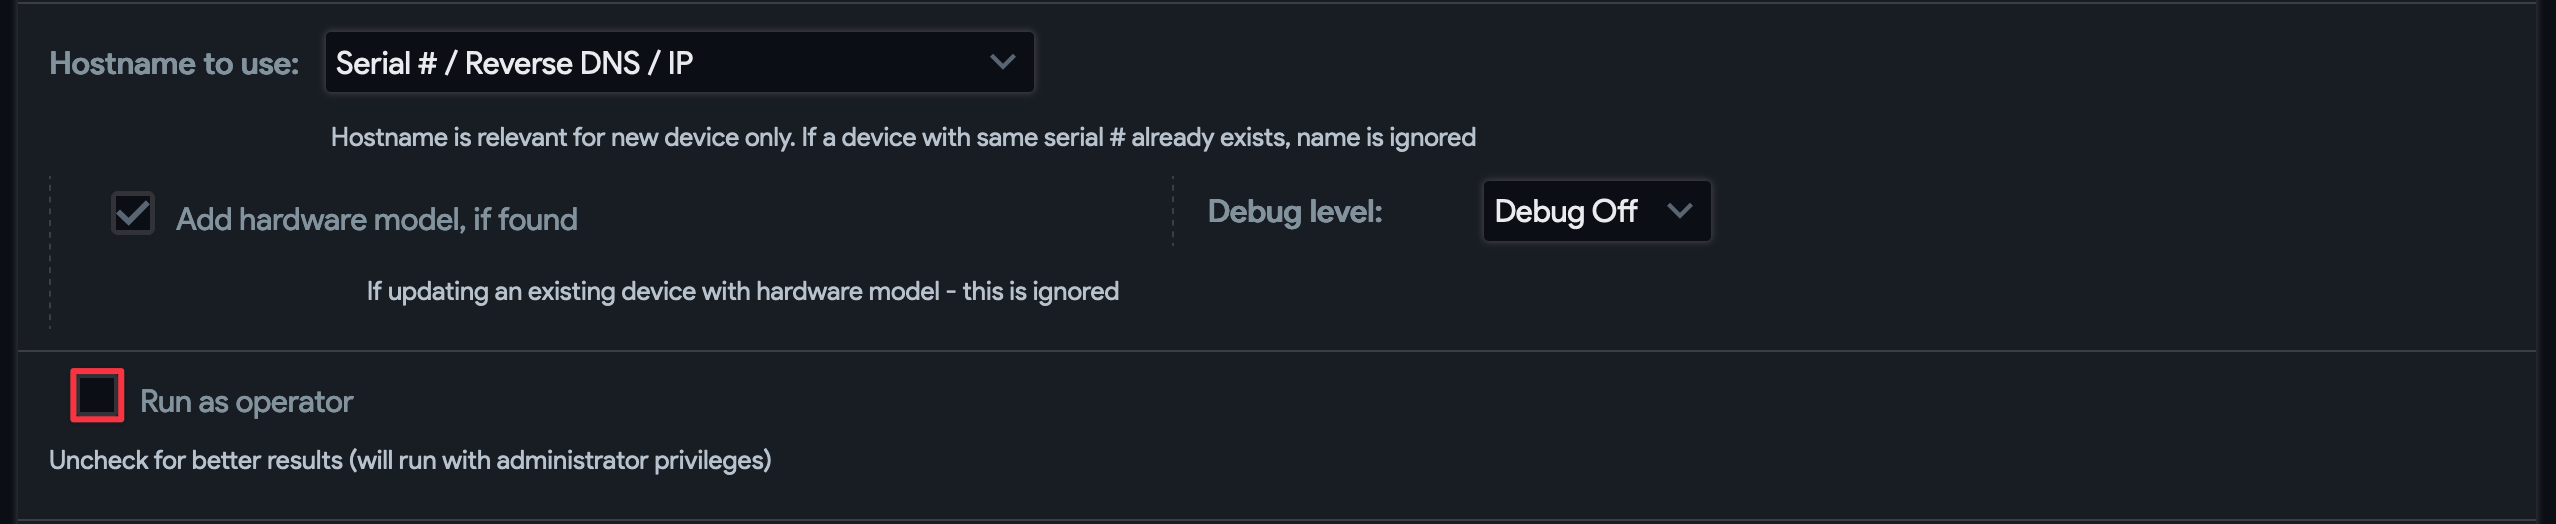 Hostname to use: Serial # / Reverse DNS / IP
Hostname is relevant for new device only. If a device with same serial # already exists, name is ignored
Add hardware model, if found Debug level: Debug Off
If updating an existing device with hardware model - this is ignored
Run as operator
Uncheck for better results (will run with administrator privileges)